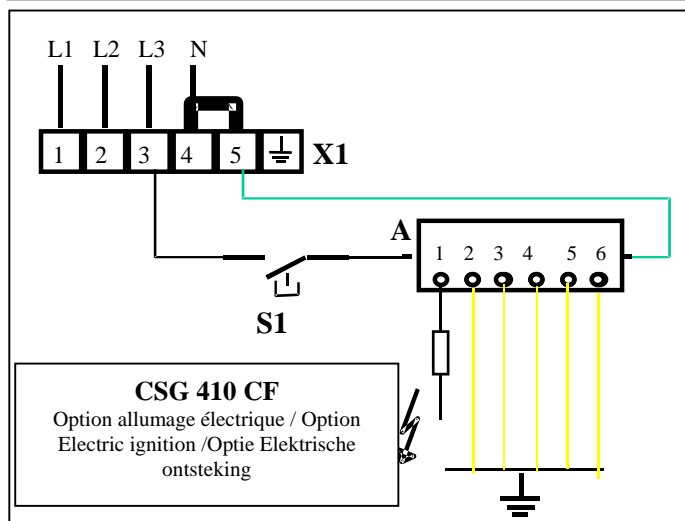 L1 L2 L3 N
1 2 3 4 5 X1
A
1 2 3 4 5 6
S1
CSG 410 CF
Option allumage électrique / Option
Electric ignition /Optie Elektrische
ontsteking